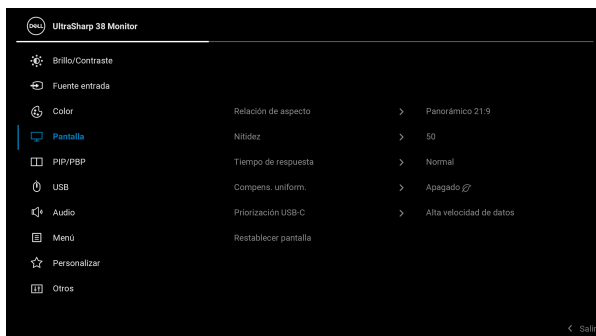 DELL UltraSharp 38 Monitor
Brillo/Contraste
Fuente entrada
Color
Relación de aspecto > Panorámico 21:9
Pantalla
Nitidez > 50
PIP/PBP
Tiempo de respuesta > Normal
USB
Compens. uniform. > Apagado
Audio
Priorización USB-C > Alta velocidad de datos
Menú
Restablecer pantalla
Personalizar
Otros
< Salir